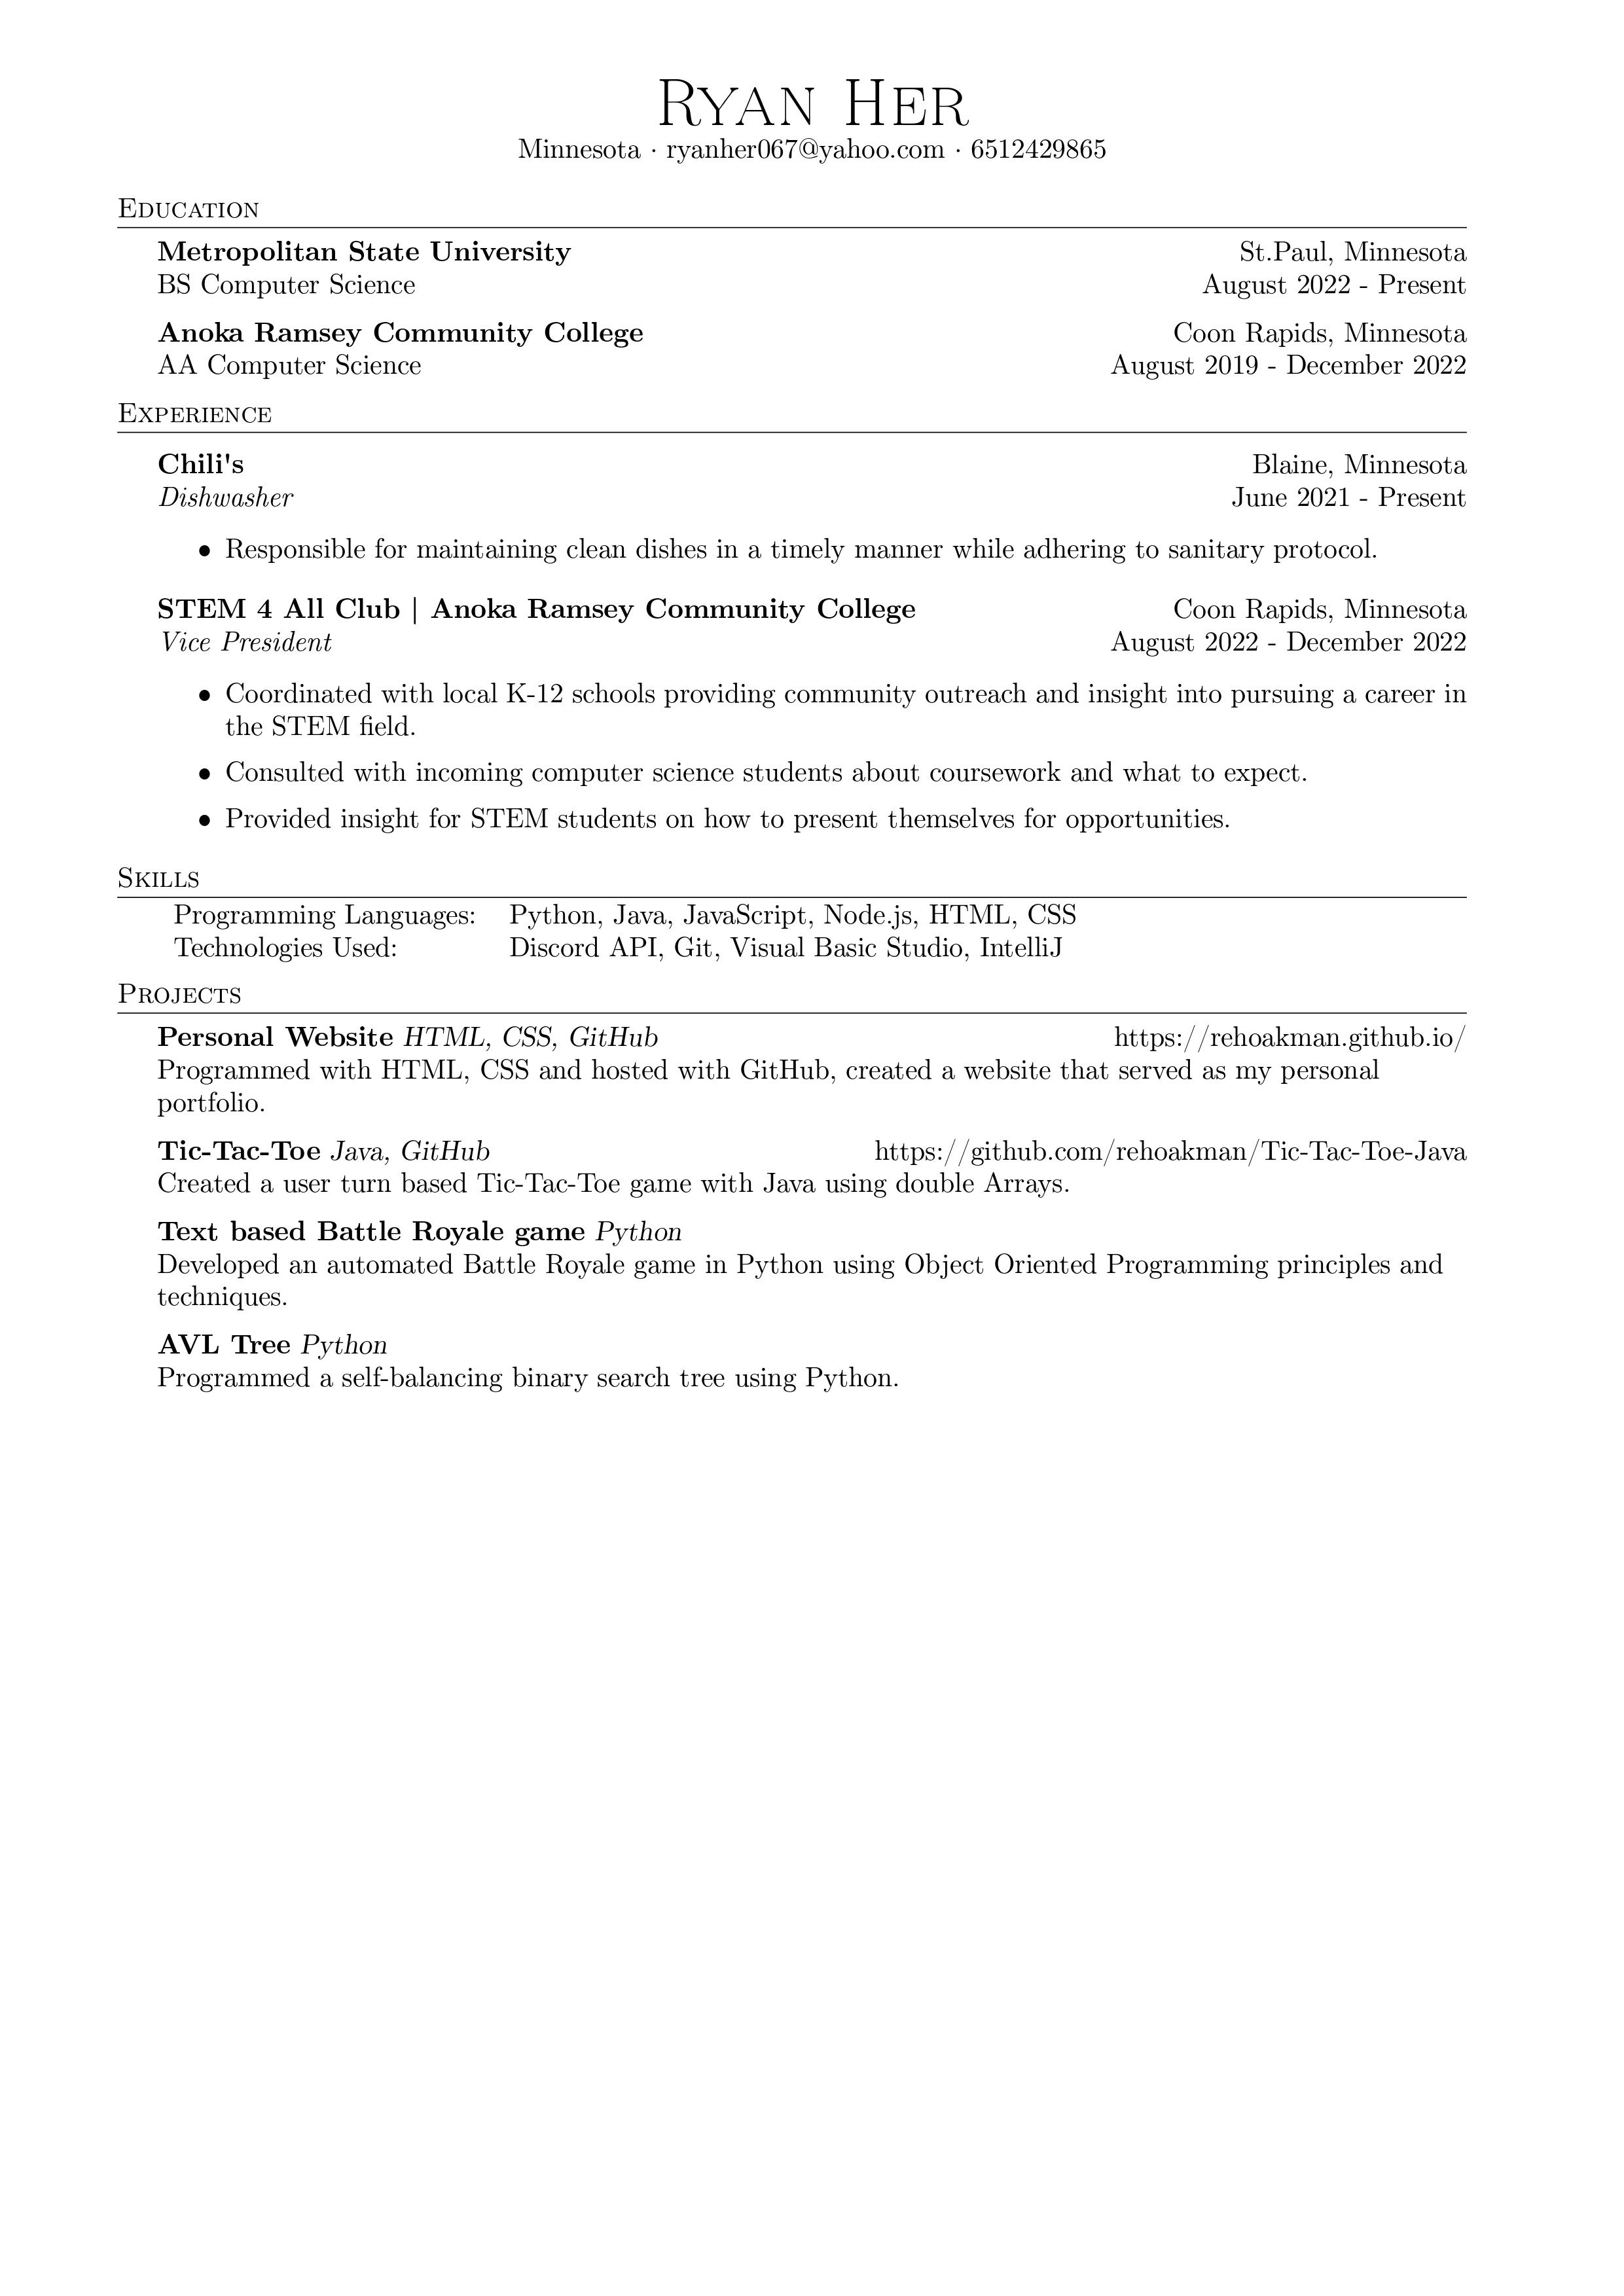 Ryan Her
Minnesota · ryanher067@yahoo.com · 6512429865
Education
Metropolitan State University St.Paul, Minnesota
BS Computer Science August 2022 - Present
Anoka Ramsey Community College Coon Rapids, Minnesota
AA Computer Science August 2019 - December 2022
Experience
Chili's Blaine, Minnesota
Dishwasher June 2021 - Present
• Responsible for maintaining clean dishes in a timely manner while adhering to sanitary protocol.
STEM 4 All Club | Anoka Ramsey Community College Coon Rapids, Minnesota
Vice President August 2022 - December 2022
• Coordinated with local K-12 schools providing community outreach and insight into pursuing a career in
the STEM field.
• Consulted with incoming computer science students about coursework and what to expect.
• Provided insight for STEM students on how to present themselves for opportunities.
Skills
Programming Languages: Python, Java, JavaScript, Node.js, HTML, CSS
Technologies Used: Discord API, Git, Visual Basic Studio, IntelliJ
Projects
Personal Website HTML, CSS, GitHub https://rehoakman.github.io/
Programmed with HTML, CSS and hosted with GitHub, created a website that served as my personal
portfolio.
Tic-Tac-Toe Java, GitHub https://github.com/rehoakman/Tic-Tac-Toe-Java
Created a user turn based Tic-Tac-Toe game with Java using double Arrays.
Text based Battle Royale game Python
Developed an automated Battle Royale game in Python using Object Oriented Programming principles and
techniques.
AVL Tree Python
Programmed a self-balancing binary search tree using Python.